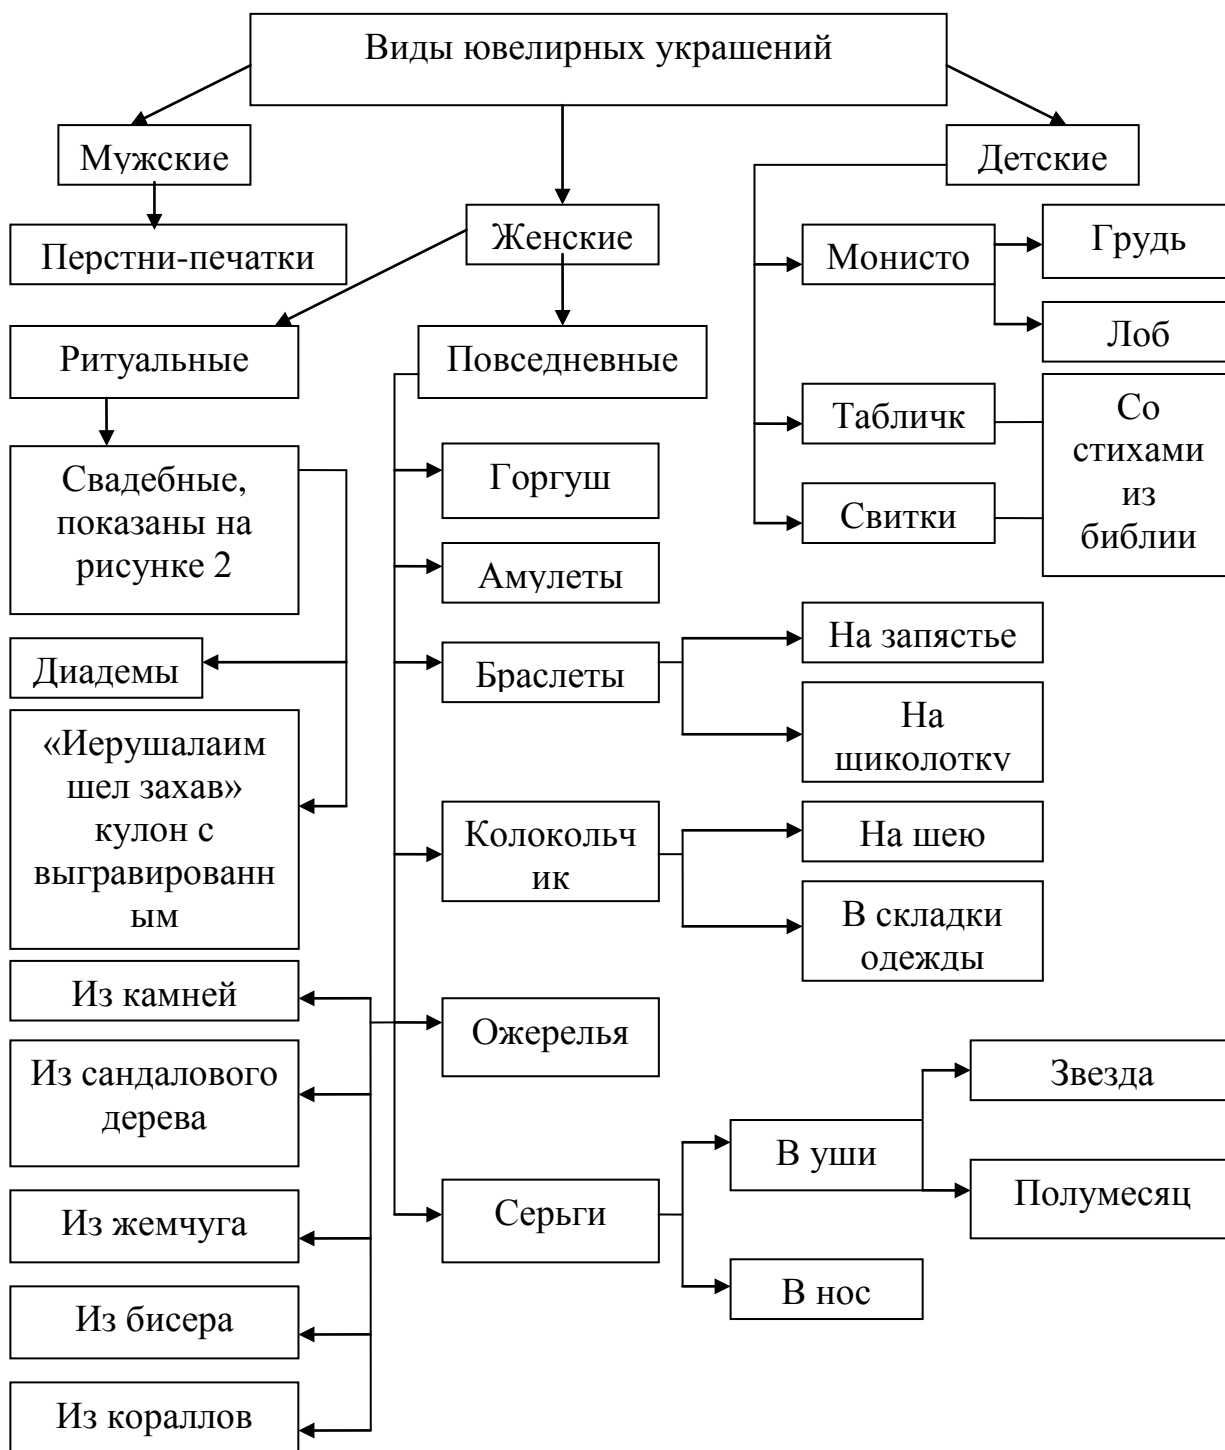 Виды ювелирных украшений
Мужские
Детские
Перстни-печатки
Женские
Монисто
Грудь
Лоб
Ритуальные
Повседневные
Табличк
Со
стихами
из
библии
Свитки
Свадебные,
показаны на
рисунке 2
Горгуш
Амулеты
Браслеты
На запястье
На
щиколотку
Диадемы
«Иерушалаим
шел захав»
кулон с
выгравированн
ым
Колокольч
ик
На шею
В складки
одежды
Из камней
Ожерелья
Из сандалового
дерева
Звезда
В уши
Полумесяц
Из жемчуга
Серьги
В нос
Из бисера
Из кораллов